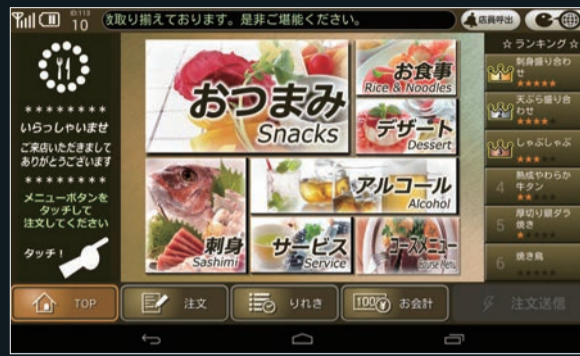 ID:113
10
数取り揃えております。是非ご堪能ください。
店員呼出
いらっしゃいませ
ご来店いただきまして
ありがとうございます
メニューボタンを
タッチして
注文してください
タッチ!
おつまみ
Snacks
お食事
Rice & Noodles
デザート
Dessert
刺身
Sashimi
アルコール
Alcohol
サービス
Service
コースメニュー
Course Menu
☆ランキング☆
刺身盛り合わ
せ
天ぷら盛り合
わせ
しゃぶしゃぶ
4
熟成やわらか
牛タン
5
厚切り銀ダラ
焼き
6
焼き鳥
TOP
注文
りれき
100
お会計
注文送信